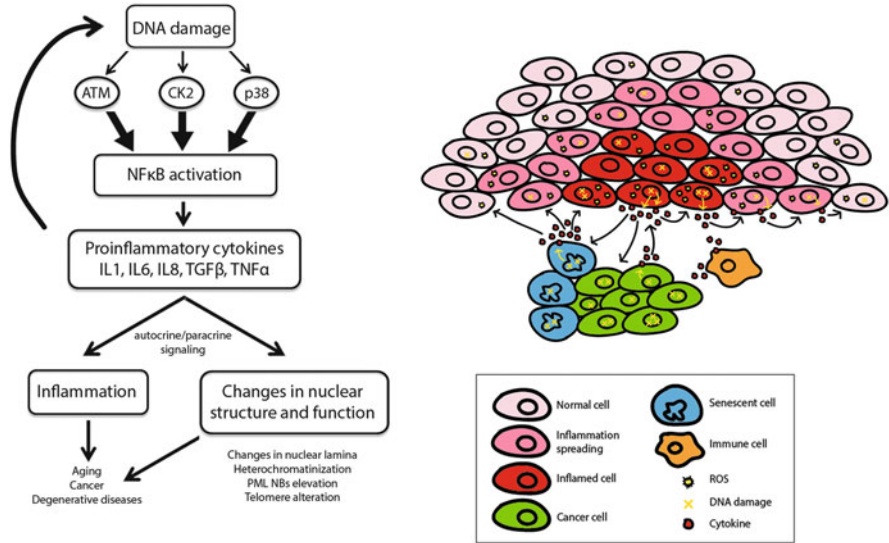 DNA damage
ATM
CK2
p38
NFκB activation
Proinflammatory cytokines
IL1, IL6, IL8, TGFβ, TNFα
autocrine/paracrine
signaling
Inflammation
Changes in nuclear
structure and function
Aging
Cancer
Degenerative diseases
Changes in nuclear lamina
Heterochromatinization
PML NBs elevation
Telomere alteration
Normal cell
Inflammation
spreading
Inflamed cell
Cancer cell
Senescent cell
Immune cell
ROS
DNA damage
Cytokine